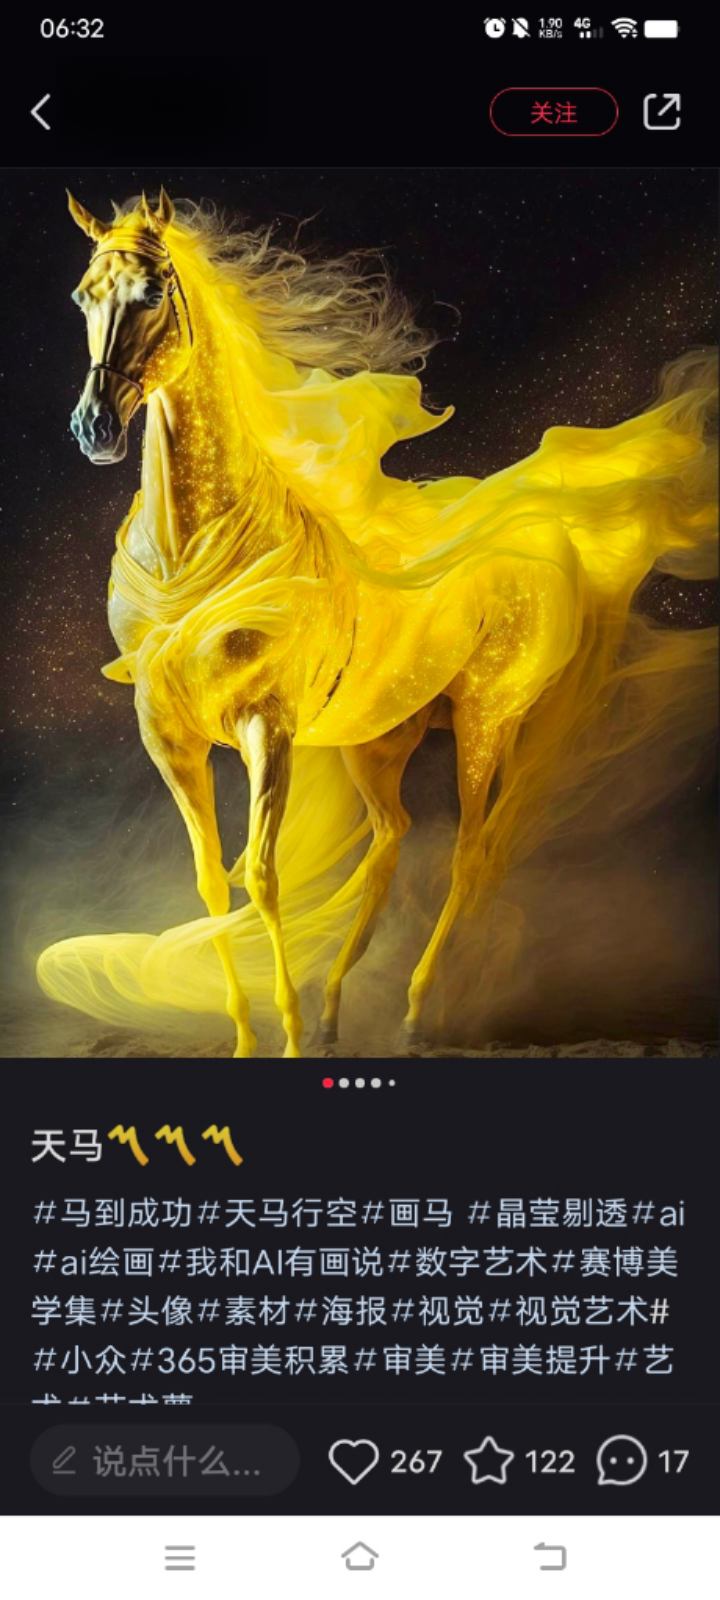 06:32
1.90
KB/s
4G
关注
天马
#马到成功#天马行空#画马 #晶莹剔透#ai
#ai绘画#我和AI有画说#数字艺术#赛博美
学集#头像#素材#海报#视觉#视觉艺术#
#小众#365审美积累#审美#审美提升#艺
说点什么...
267
122
17